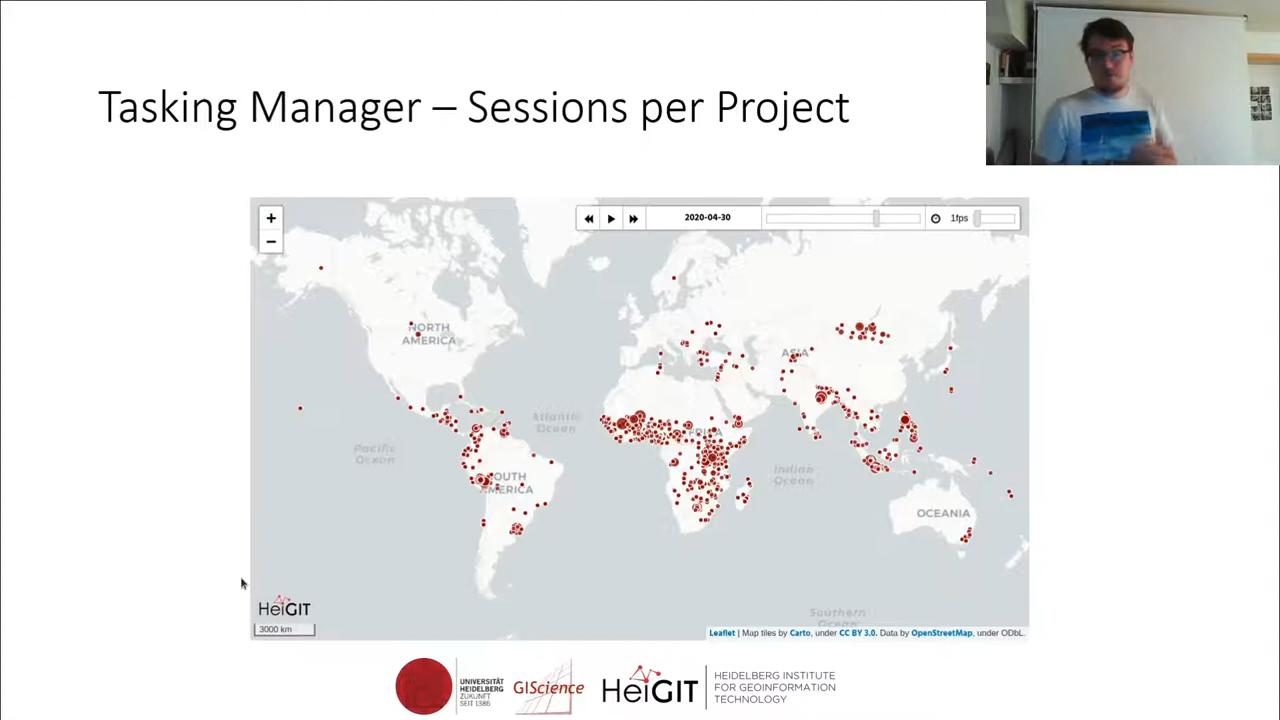 Tasking Manager – Sessions per Project
+
−
2020-04-30
1fps
NORTH
AMERICA
ASIA
Atlantic
Ocean
Pacific
Ocean
SOUTH
AMERICA
Indian
Ocean
OCEANIA
Southern
HeiGIT
3000 km
Leaflet | Map tiles by Carto, under CC BY 3.0. Data by OpenStreetMap, under ODbL.
UNIVERSITÄT
HEIDELBERG
ZUKUNFT
SEIT 1386
GIScience
HeiGIT
HEIDELBERG INSTITUTE
FOR GEOINFORMATION
TECHNOLOGY